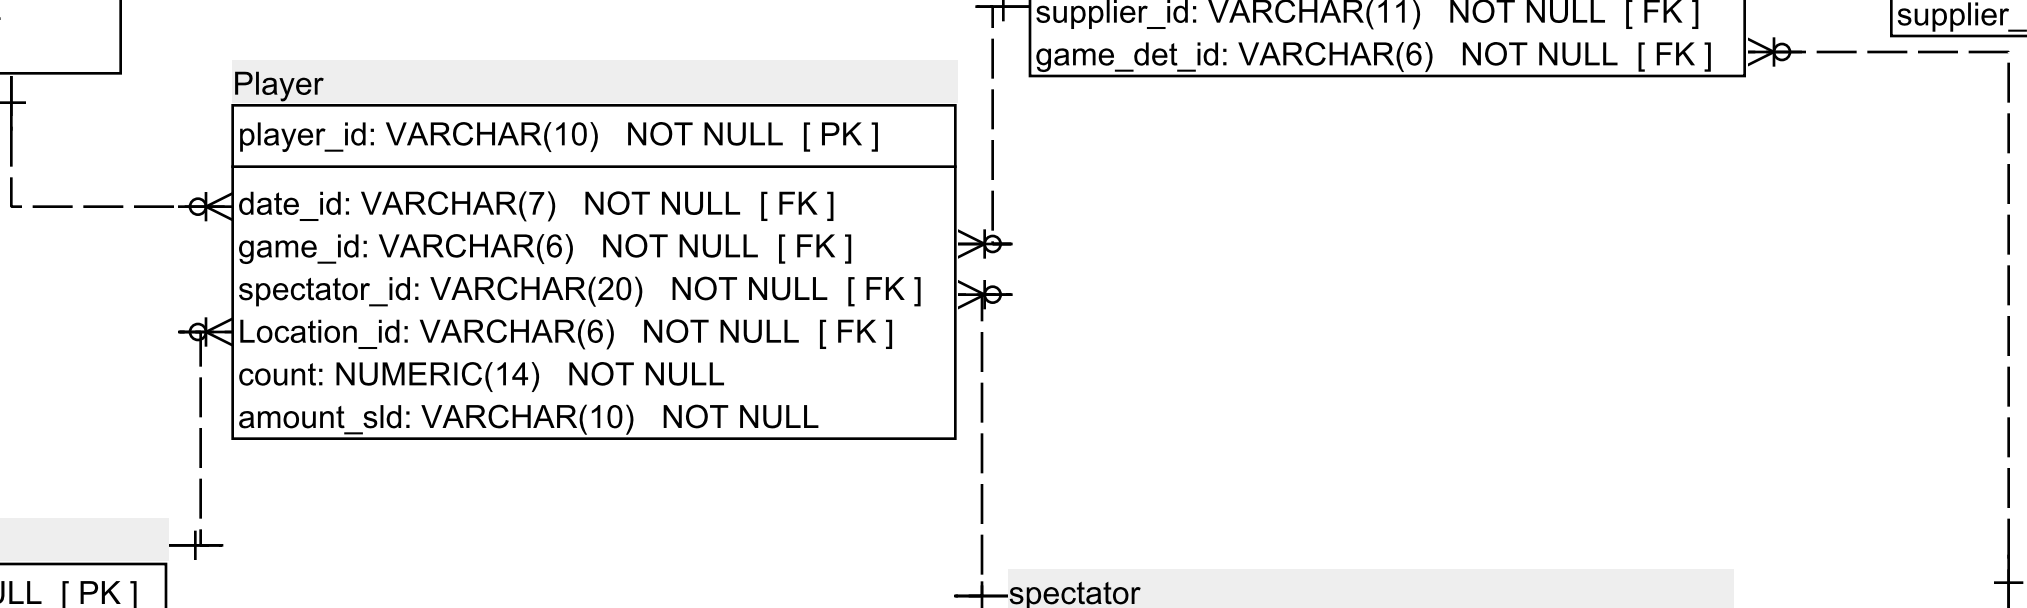 supplier_id: VARCHAR(11) NOT NULL [ FK ]
game_det_id: VARCHAR(6) NOT NULL [ FK ]
supplier_
Player
player_id: VARCHAR(10) NOT NULL [ PK ]
date_id: VARCHAR(7) NOT NULL [ FK ]
game_id: VARCHAR(6) NOT NULL [ FK ]
spectator_id: VARCHAR(20) NOT NULL [ FK ]
Location_id: VARCHAR(6) NOT NULL [ FK ]
count: NUMERIC(14) NOT NULL
amount_sld: VARCHAR(10) NOT NULL
ULL [ PK ]
spectator